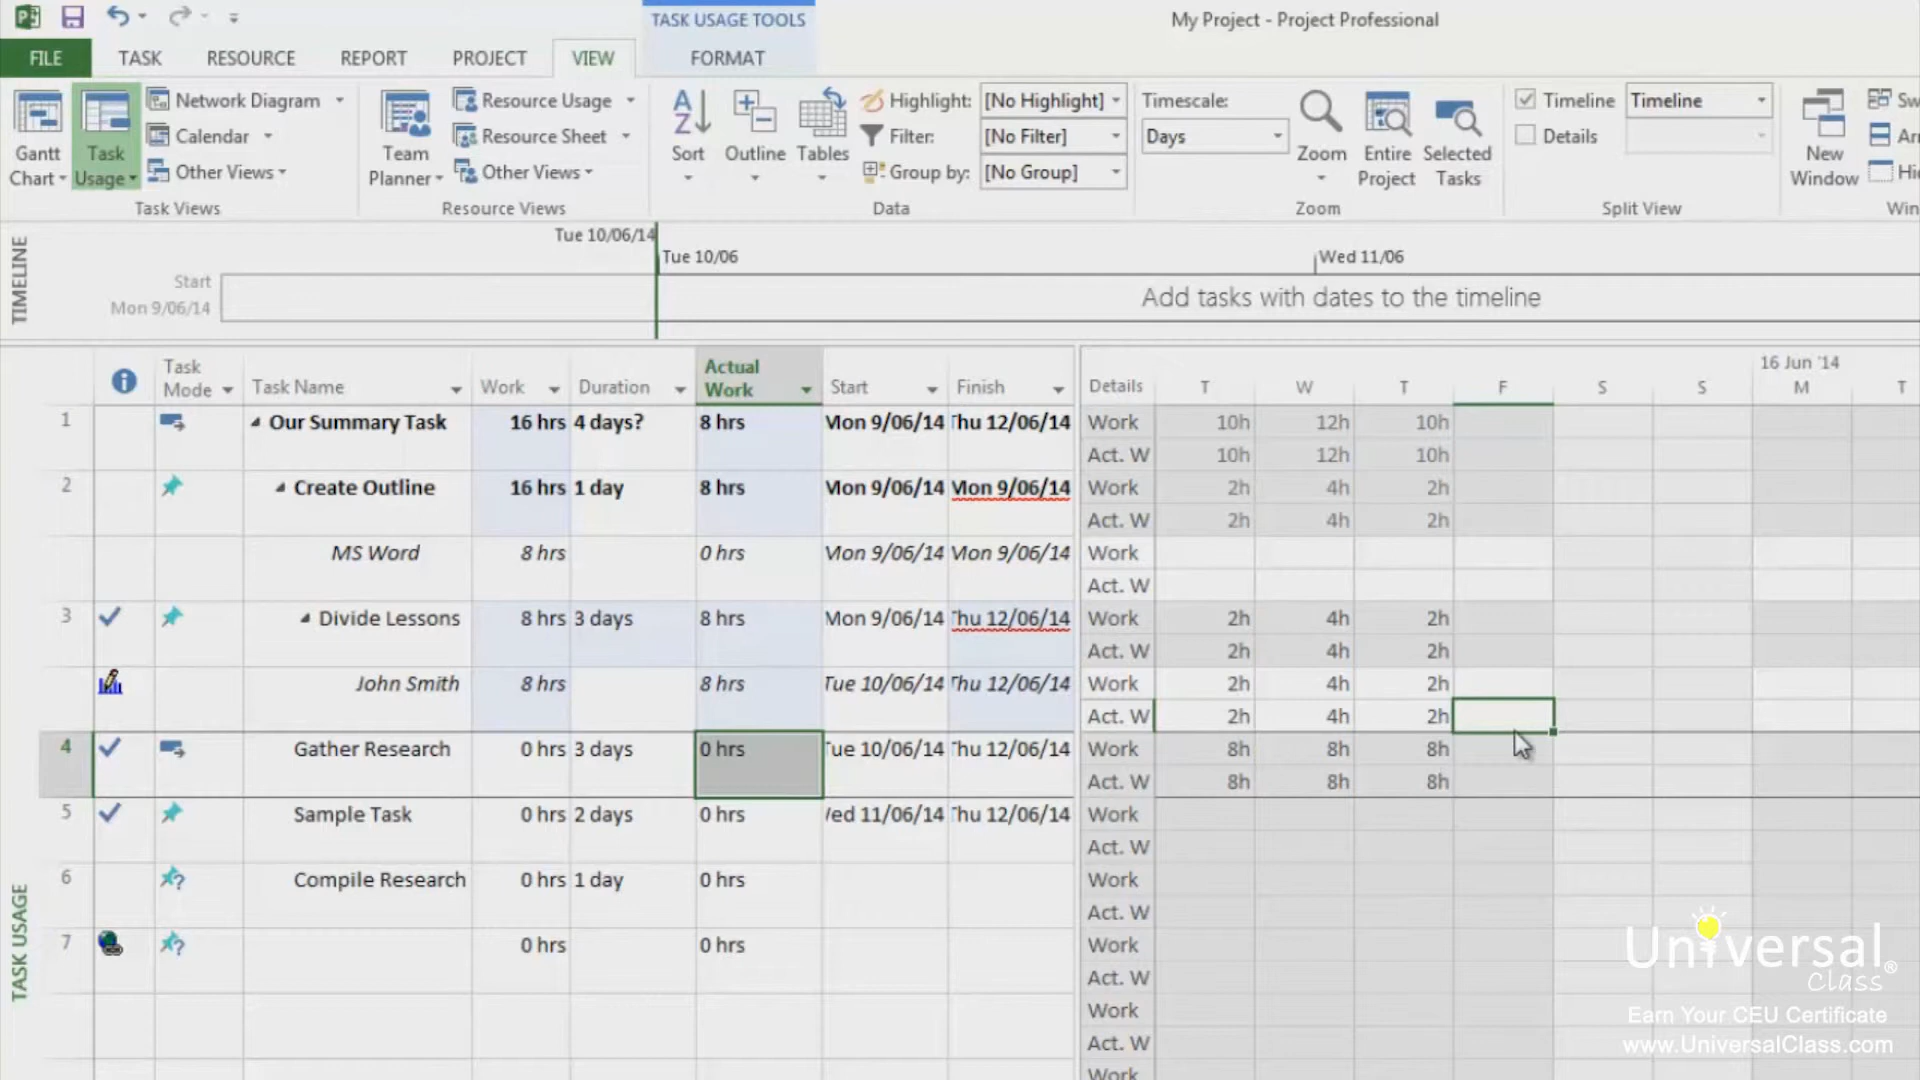 TASK USAGE TOOLS
My Project - Project Professional
FILE TASK RESOURCE REPORT PROJECT VIEW FORMAT
Gantt Chart
Task Usage
Network Diagram
Calendar
Other Views
Task Views
Team Planner
Resource Usage
Resource Sheet
Other Views
Resource Views
Sort
Outline
Tables
Highlight: [No Highlight]
Filter: [No Filter]
Group by: [No Group]
Data
Timescale:
Days
Zoom
Entire Project
Selected Tasks
Zoom
Timeline Timeline
Details
Split View
New Window
Sw
Arr
Hid
Win
TIMELINE
Tue 10/06/14
Tue 10/06
Wed 11/06
Start
Mon 9/06/14
Add tasks with dates to the timeline
Task Mode Task Name Work Duration Actual Work Start Finish Details
16 Jun '14
T W T F S S M T
1 Our Summary Task 16 hrs 4 days? 8 hrs Mon 9/06/14 Thu 12/06/14 Work 10h 12h 10h
Act. W 10h 12h 10h
2 Create Outline 16 hrs 1 day 8 hrs Mon 9/06/14 Mon 9/06/14 Work 2h 4h 2h
Act. W 2h 4h 2h
MS Word 8 hrs 0 hrs Mon 9/06/14 Mon 9/06/14 Work
Act. W
3 Divide Lessons 8 hrs 3 days 8 hrs Mon 9/06/14 Thu 12/06/14 Work 2h 4h 2h
Act. W 2h 4h 2h
John Smith 8 hrs 8 hrs Tue 10/06/14 Thu 12/06/14 Work 2h 4h 2h
Act. W 2h 4h 2h
4 Gather Research 0 hrs 3 days 0 hrs Tue 10/06/14 Thu 12/06/14 Work 8h 8h 8h
Act. W 8h 8h 8h
5 Sample Task 0 hrs 2 days 0 hrs Wed 11/06/14 Thu 12/06/14 Work
Act. W
6 Compile Research 0 hrs 1 day 0 hrs Work
Act. W
7 0 hrs 0 hrs Work
Act. W
Work
Act. W
Work
TASK USAGE
Universal
Class®
Earn Your CEU Certificate
www.UniversalClass.com